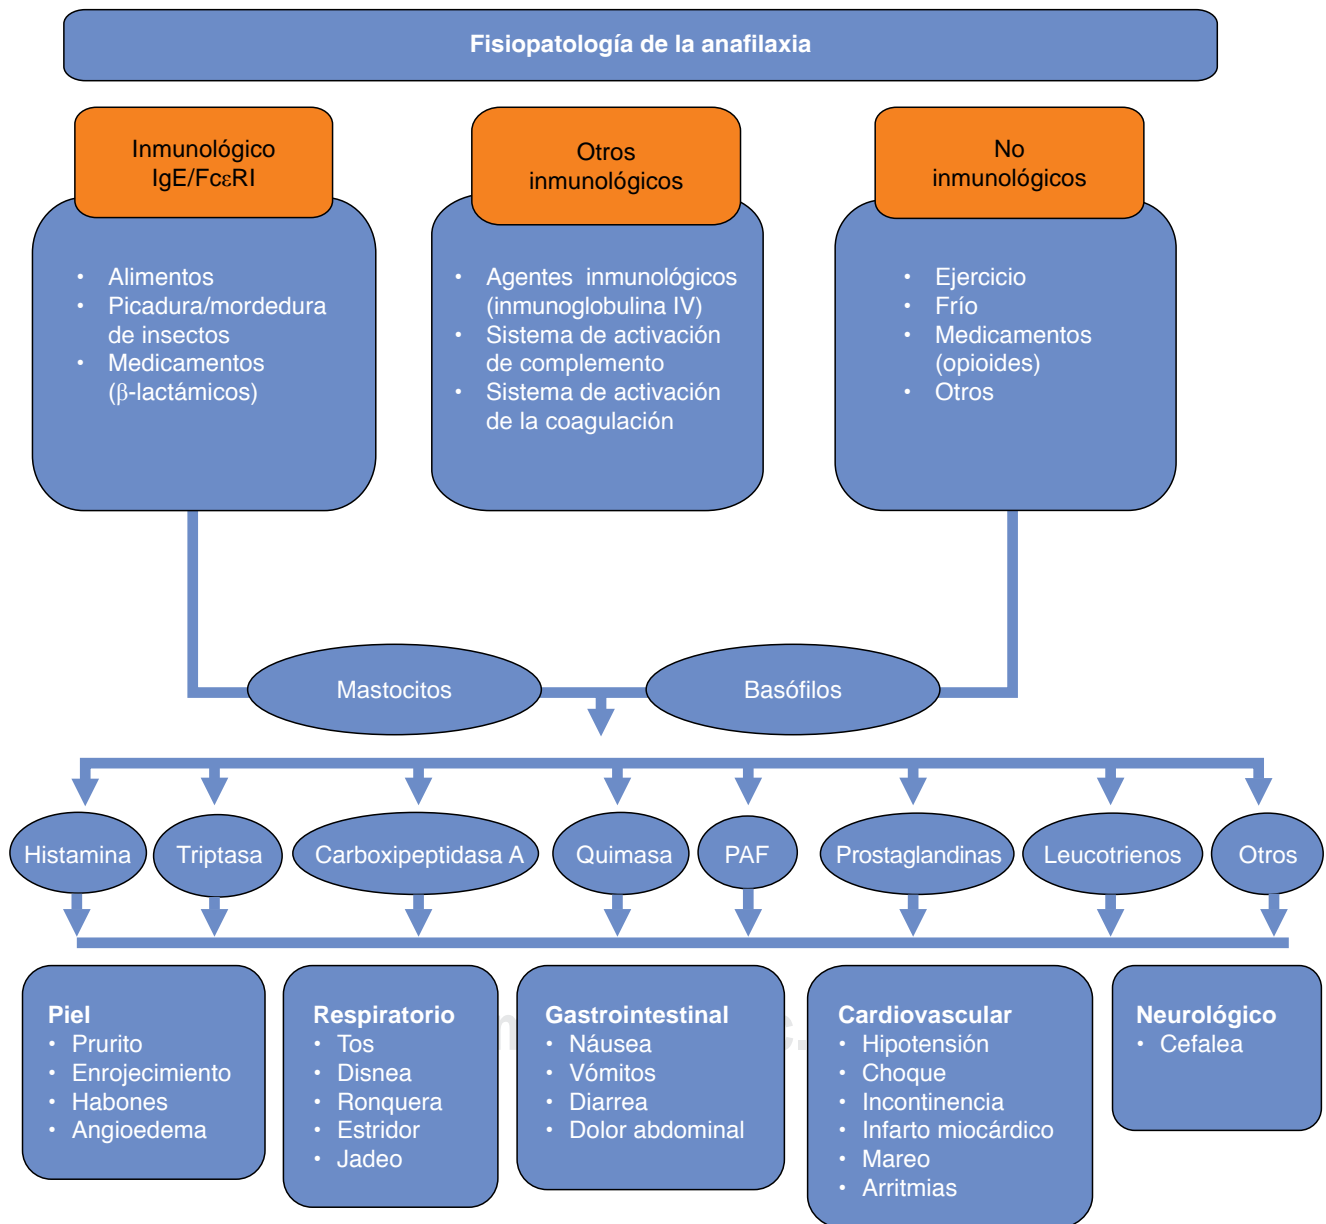 Fisiopatología de la anafilaxia
Inmunológico
IgE/FcεRI
• Alimentos
• Picadura/mordedura
de insectos
• Medicamentos
(β-lactámicos)
Otros
inmunológicos
• Agentes inmunológicos
(inmunoglobulina IV)
• Sistema de activación
de complemento
• Sistema de activación
de la coagulación
No
inmunológicos
• Ejercicio
• Frío
• Medicamentos
(opioides)
• Otros
Mastocitos
Basófilos
Histamina
Triptasa
Carboxipeptidasa A
Quimasa
PAF
Prostaglandinas
Leucotrienos
Otros
Piel
• Prurito
• Enrojecimiento
• Habones
• Angioedema
Respiratorio
• Tos
• Disnea
• Ronquera
• Estridor
• Jadeo
Gastrointestinal
• Náusea
• Vómitos
• Diarrea
• Dolor abdominal
Cardiovascular
• Hipotensión
• Choque
• Incontinencia
• Infarto miocárdico
• Mareo
• Arritmias
Neurológico
• Cefalea